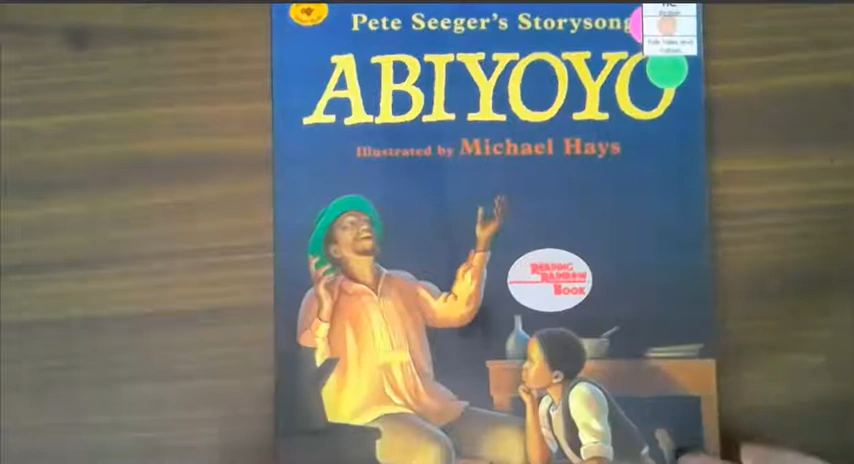 Pete Seeger's Storysong
ABIYOYO
Illustrated by Michael Hays
READING
RAINBOW
BOOK